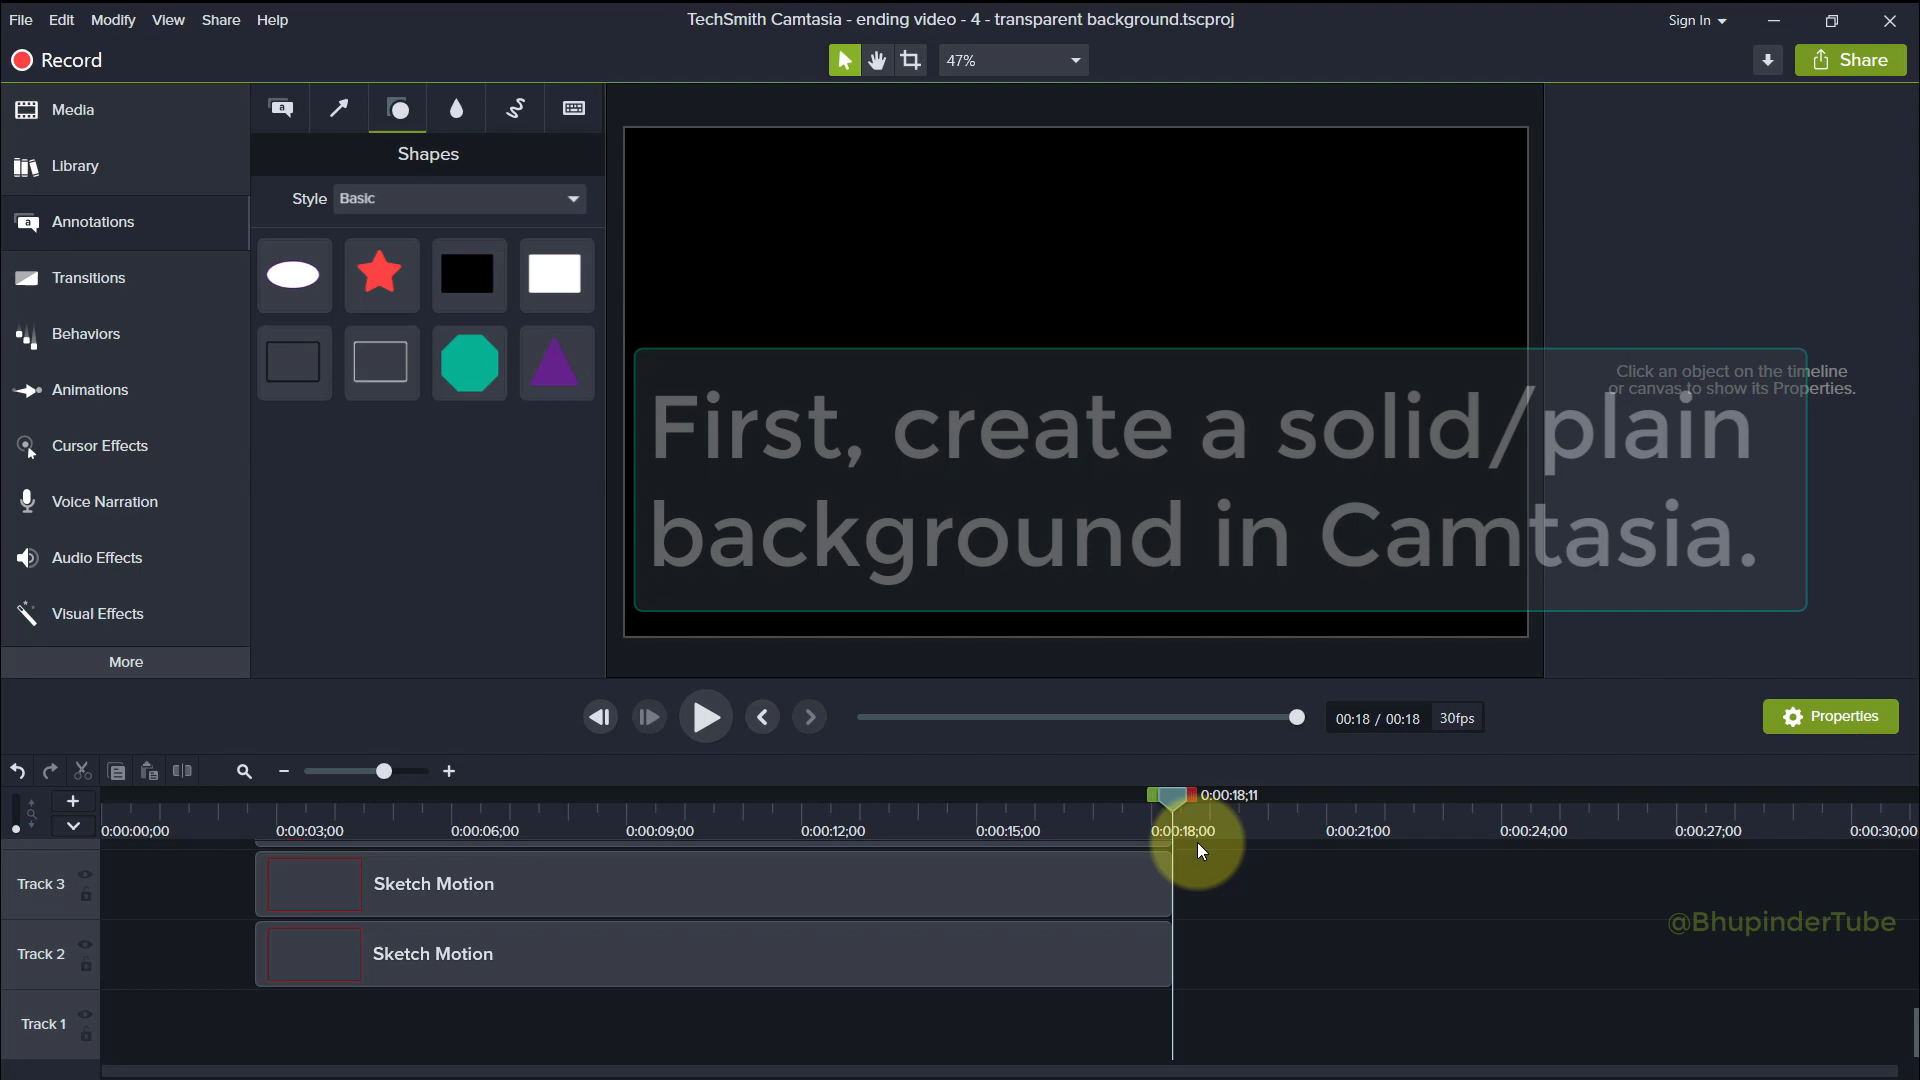 File Edit Modify View Share Help
TechSmith Camtasia - ending video - 4 - transparent background.tscproj
Sign In
Record
47%
Share
Media
Library
Annotations
Transitions
Behaviors
Animations
Cursor Effects
Voice Narration
Audio Effects
Visual Effects
More
a
a
Shapes
Style Basic
Click an object on the timeline
or canvas to show its Properties.
First, create a solid/plain
background in Camtasia.
00:18 / 00:18 30fps
Properties
0:00:18;11
0:00:00;00 0:00:03;00 0:00:06;00 0:00:09;00 0:00:12;00 0:00:15;00 0:00:18;00 0:00:21;00 0:00:24;00 0:00:27;00 0:00:30;00
Track 3 Sketch Motion
@BhupinderTube
Track 2 Sketch Motion
Track 1